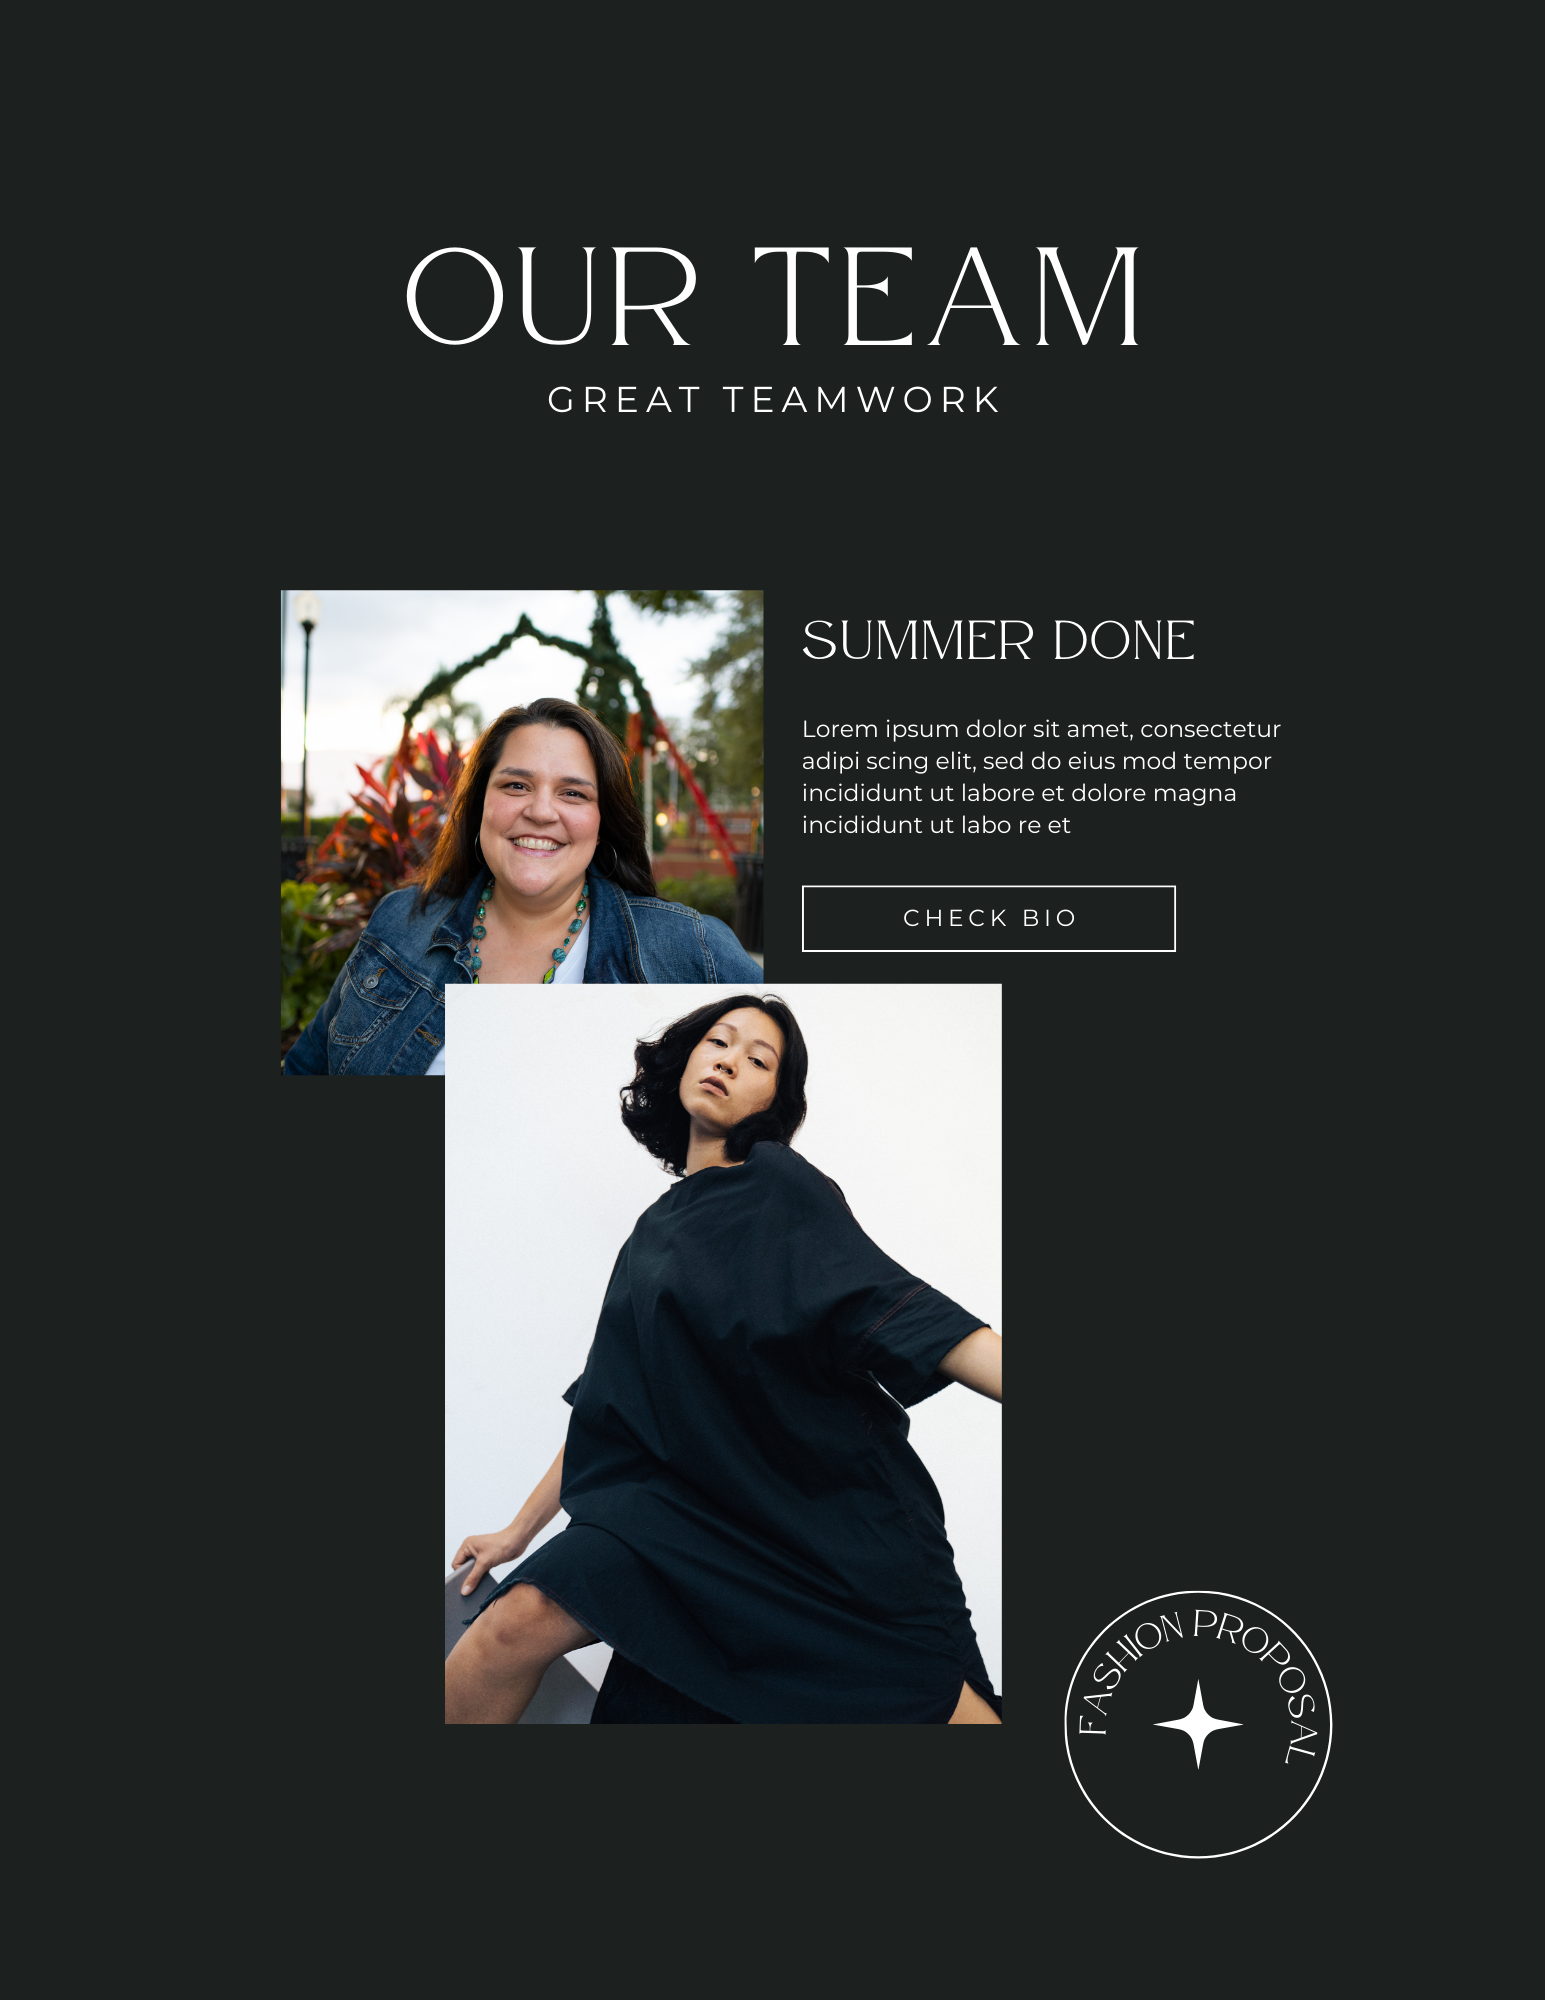 OUR TEAM
GREAT TEAMWORK
SUMMER DONE
Lorem ipsum dolor sit amet, consectetur
adipi scing elit, sed do eius mod tempor
incididunt ut labore et dolore magna
incididunt ut labo re et
CHECK BIO
FASHION PROPOSAL